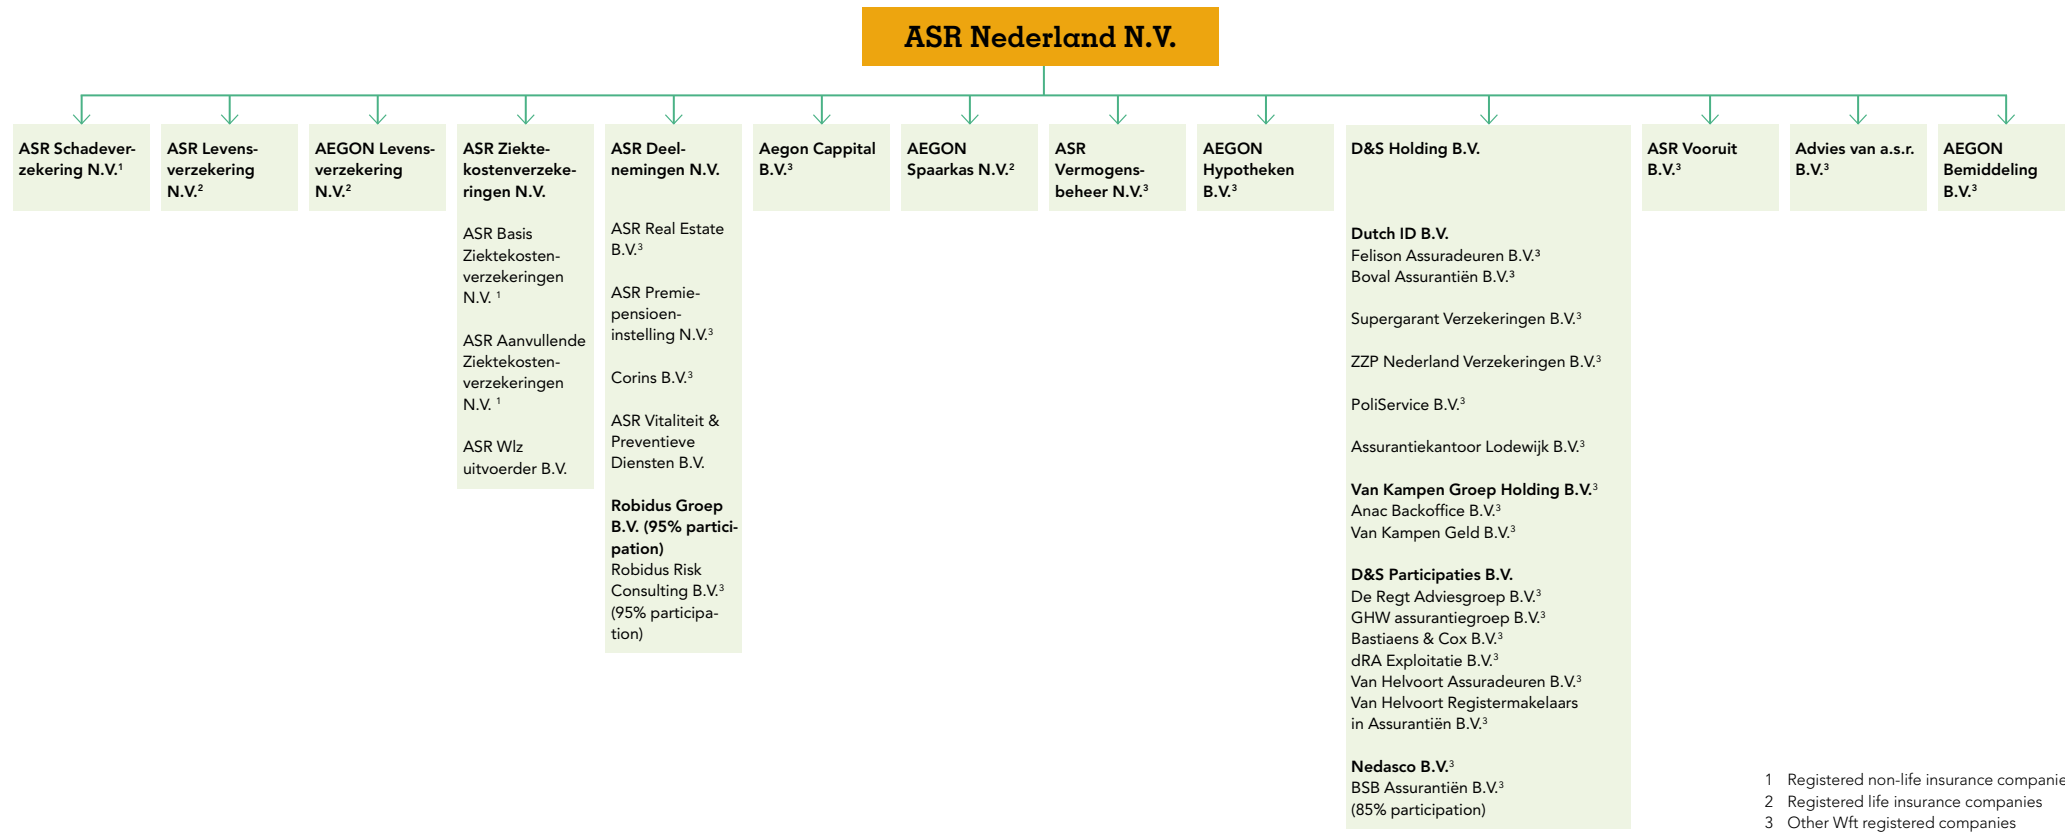 ASR Nederland N.V.
ASR Schadever-
zekering N.V.¹
ASR Levens-
verzekering
N.V.²
AEGON Levens-
verzekering
N.V.²
ASR Ziekte-
kostenverzeke-
ringen N.V.
ASR Basis
Ziektekosten-
verzekeringen
N.V. ¹
ASR Aanvullende
Ziektekosten-
verzekeringen
N.V. ¹
ASR Wlz
uitvoerder B.V.
ASR Deel-
nemingen N.V.
ASR Real Estate
B.V.³
ASR Premie-
pensioen-
instelling N.V.³
Corins B.V.³
ASR Vitaliteit &
Preventieve
Diensten B.V.
Robidus Groep
B.V. (95% partici-
pation)
Robidus Risk
Consulting B.V.³
(95% participa-
tion)
Aegon Cappital
B.V.³
AEGON
Spaarkas N.V.²
ASR
Vermogens-
beheer N.V.³
AEGON
Hypotheken
B.V.³
D&S Holding B.V.
Dutch ID B.V.
Felison Assuradeuren B.V.³
Boval Assurantiën B.V.³
Supergarant Verzekeringen B.V.³
ZZP Nederland Verzekeringen B.V.³
PoliService B.V.³
Assurantiekantoor Lodewijk B.V.³
Van Kampen Groep Holding B.V.³
Anac Backoffice B.V.³
Van Kampen Geld B.V.³
D&S Participaties B.V.
De Regt Adviesgroep B.V.³
GHW assurantiegroep B.V.³
Bastiaens & Cox B.V.³
dRA Exploitatie B.V.³
Van Helvoort Assuradeuren B.V.³
Van Helvoort Registermakelaars
in Assurantiën B.V.³
Nedasco B.V.³
BSB Assurantiën B.V.³
(85% participation)
ASR Vooruit
B.V.³
Advies van a.s.r.
B.V.³
AEGON
Bemiddeling
B.V.³
1 Registered non-life insurance companie
2 Registered life insurance companies
3 Other Wft registered companies